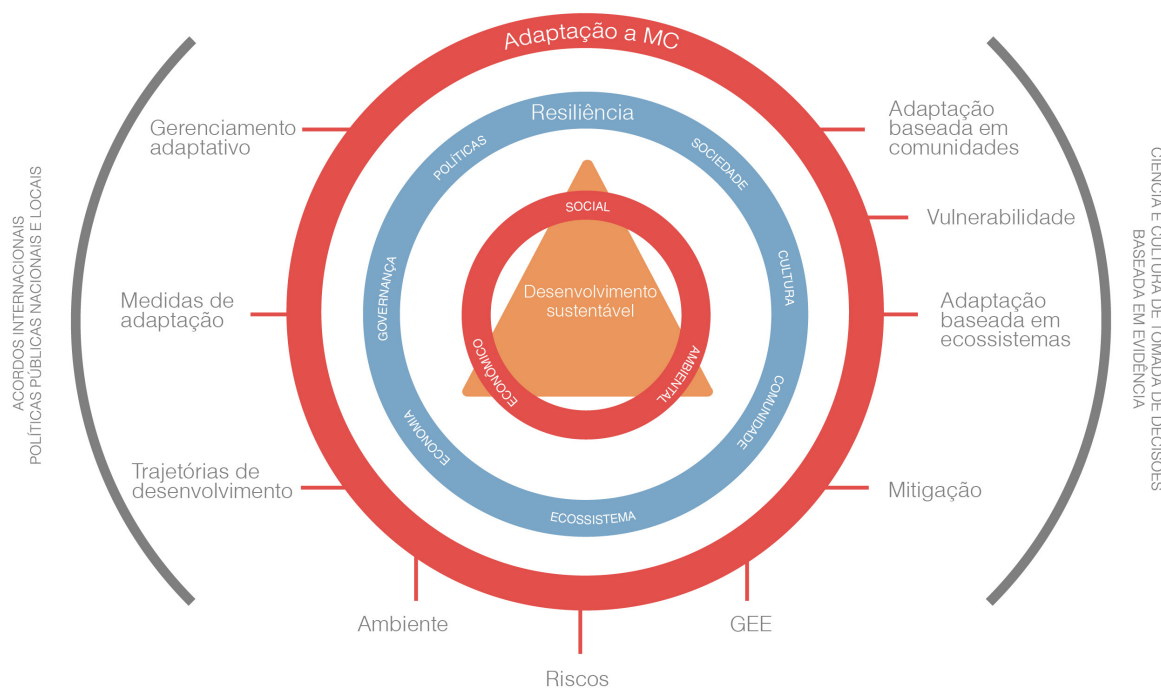 Adaptação a MC
Resiliência
POLÍTICAS
SOCIEDADE
GOVERNANÇA
CULTURA
ECONOMIA
COMUNIDADE
ECOSSISTEMA
SOCIAL
ECONÔMICO
AMBIENTAL
Desenvolvimento
sustentável
Gerenciamento
adaptativo
Medidas de
adaptação
Trajetórias de
desenvolvimento
Ambiente
Riscos
GEE
Mitigação
Adaptação
baseada em
ecossistemas
Vulnerabilidade
Adaptação
baseada em
comunidades
ACORDOS INTERNACIONAIS
POLÍTICAS PÚBLICAS NACIONAIS E LOCAIS
CIÊNCIA E CULTURA DE TOMADA DE DECISÕES
BASEADA EM EVIDÊNCIA